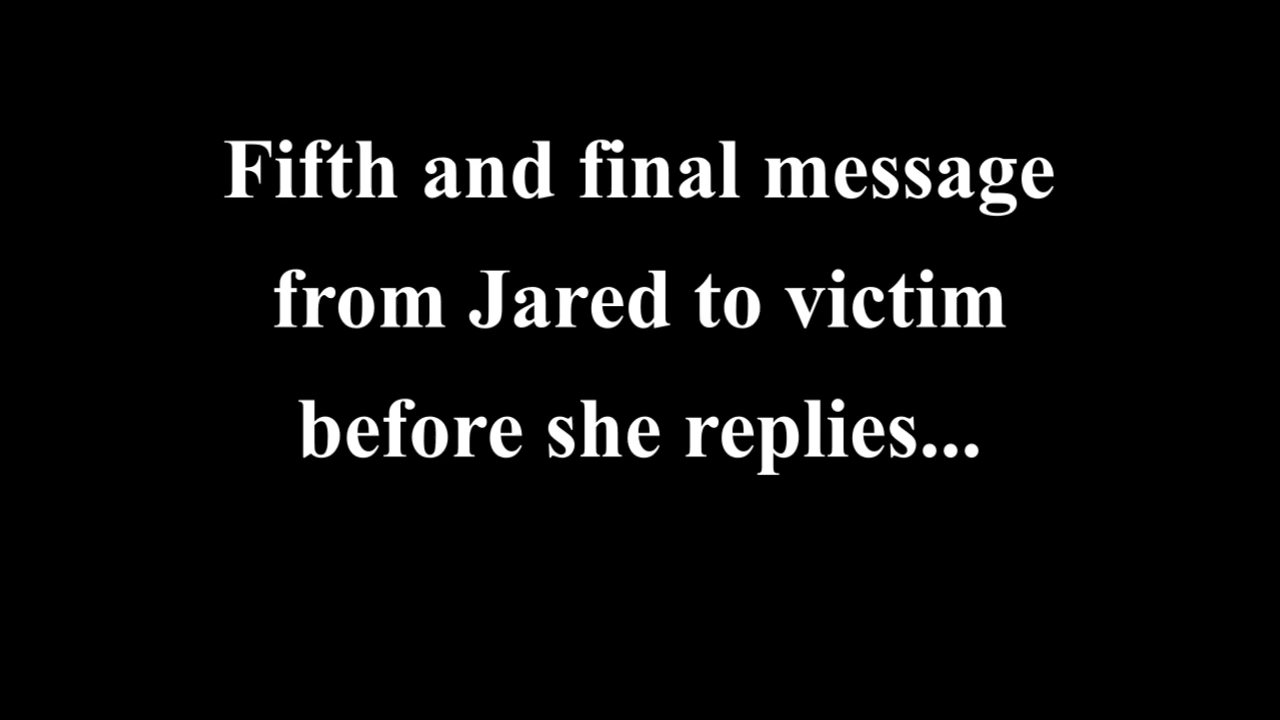 Fifth and final message
from Jared to victim
before she replies...